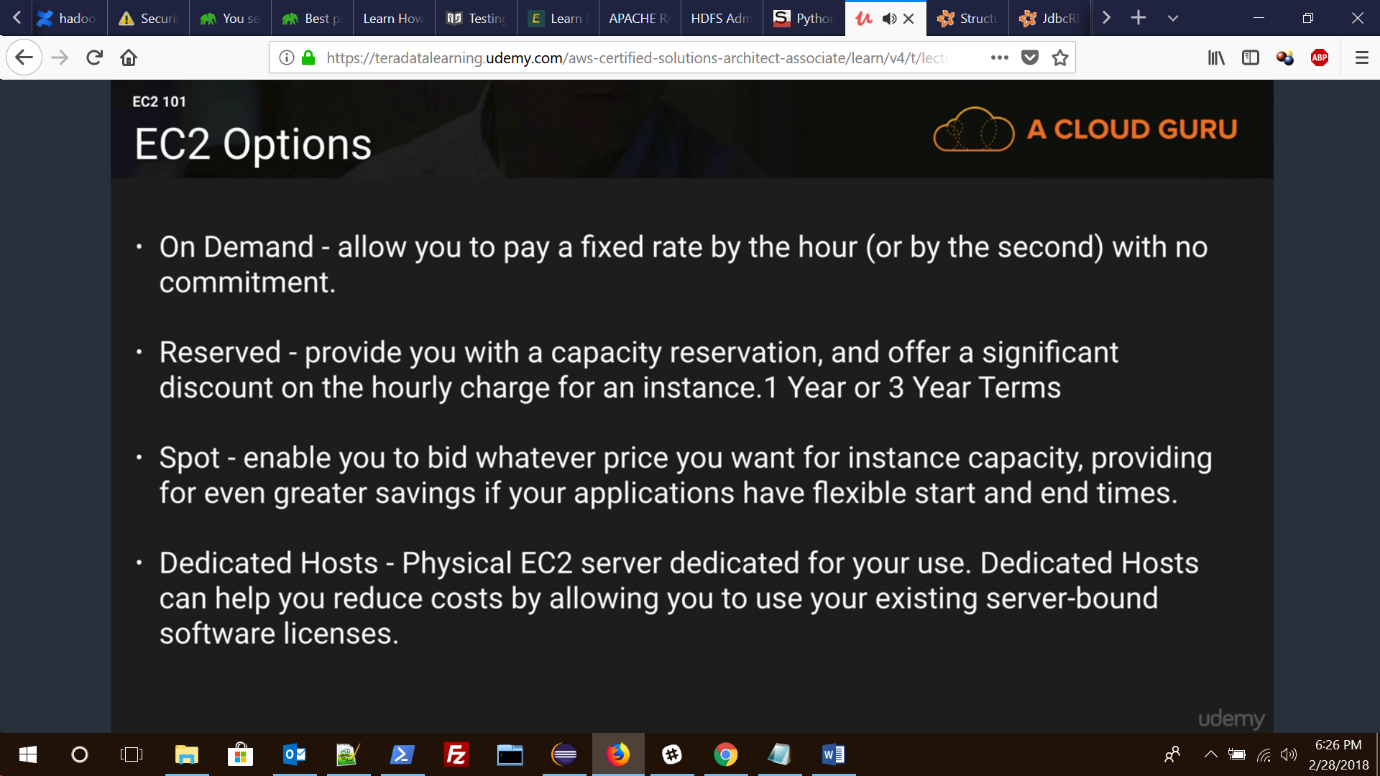 hadoo
Securi
You se
Best p
Learn How
Testing
Learn
APACHE R
HDFS Adm
Pytho
Struct
JdbcR
https://teradatalearning.udemy.com/aws-certified-solutions-architect-associate/learn/v4/t/lectu
ABP
EC2 101
EC2 Options
A CLOUD GURU
• On Demand - allow you to pay a fixed rate by the hour (or by the second) with no
commitment.
• Reserved - provide you with a capacity reservation, and offer a significant
discount on the hourly charge for an instance.1 Year or 3 Year Terms
• Spot - enable you to bid whatever price you want for instance capacity, providing
for even greater savings if your applications have flexible start and end times.
• Dedicated Hosts - Physical EC2 server dedicated for your use. Dedicated Hosts
can help you reduce costs by allowing you to use your existing server-bound
software licenses.
udemy
6:26 PM
2/28/2018